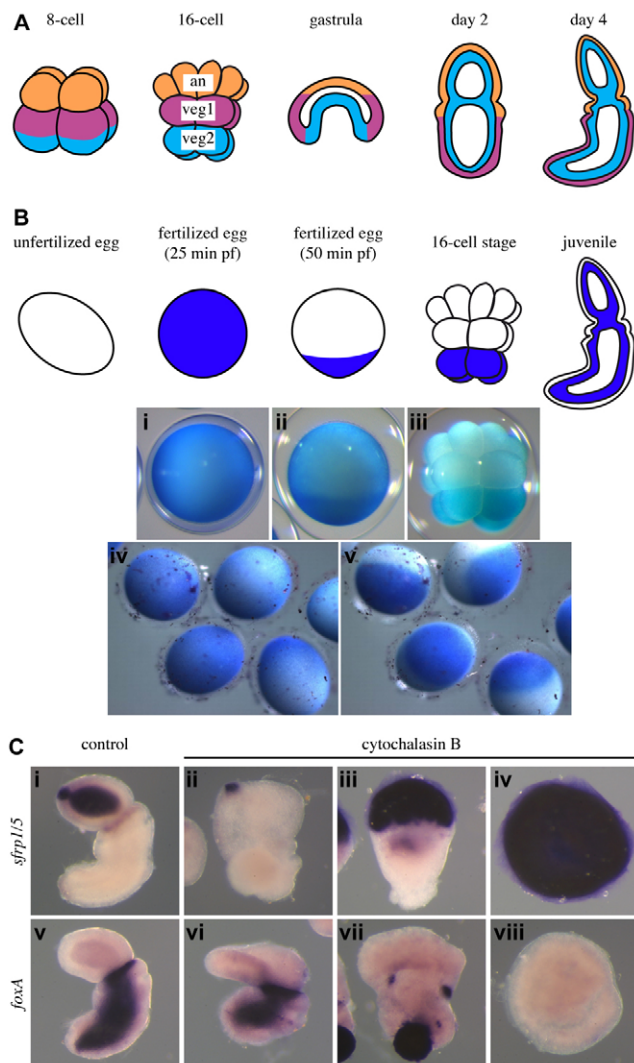 A
8-cell
16-cell
gastrula
day 2
day 4
an
veg1
veg2
B
unfertilized egg
fertilized egg
(25 min pf)
fertilized egg
(50 min pf)
16-cell stage
juvenile
i
ii
iii
iv
v
C
control
cytochalasin B
sfrp1/5
i
ii
iii
iv
foxA
v
vi
vii
viii